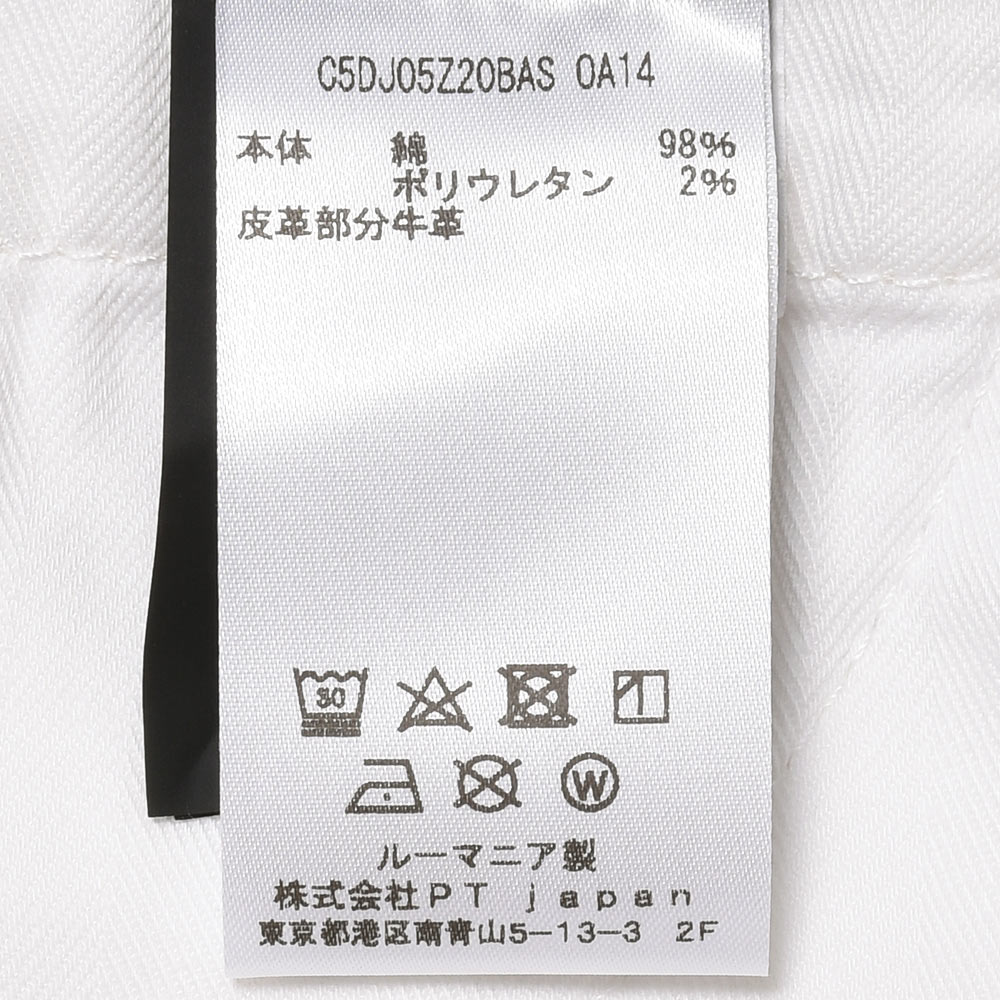 C5DJ05Z20BAS 0A14
本体 綿 98%
ポリウレタン 2%
皮革部分牛革
30
W
ルーマニア製
株式会社PT japan
東京都港区南青山5-13-3 2F